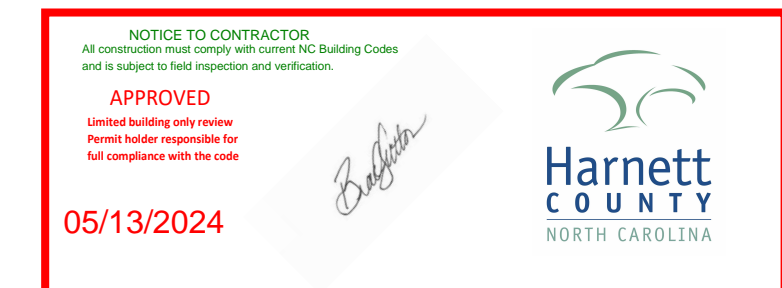 NOTICE TO CONTRACTOR
All construction must comply with current NC Building Codes
and is subject to field inspection and verification.
APPROVED
Limited building only review
Permit holder responsible for
full compliance with the code
05/13/2024
Harnett
COUNTY
NORTH CAROLINA